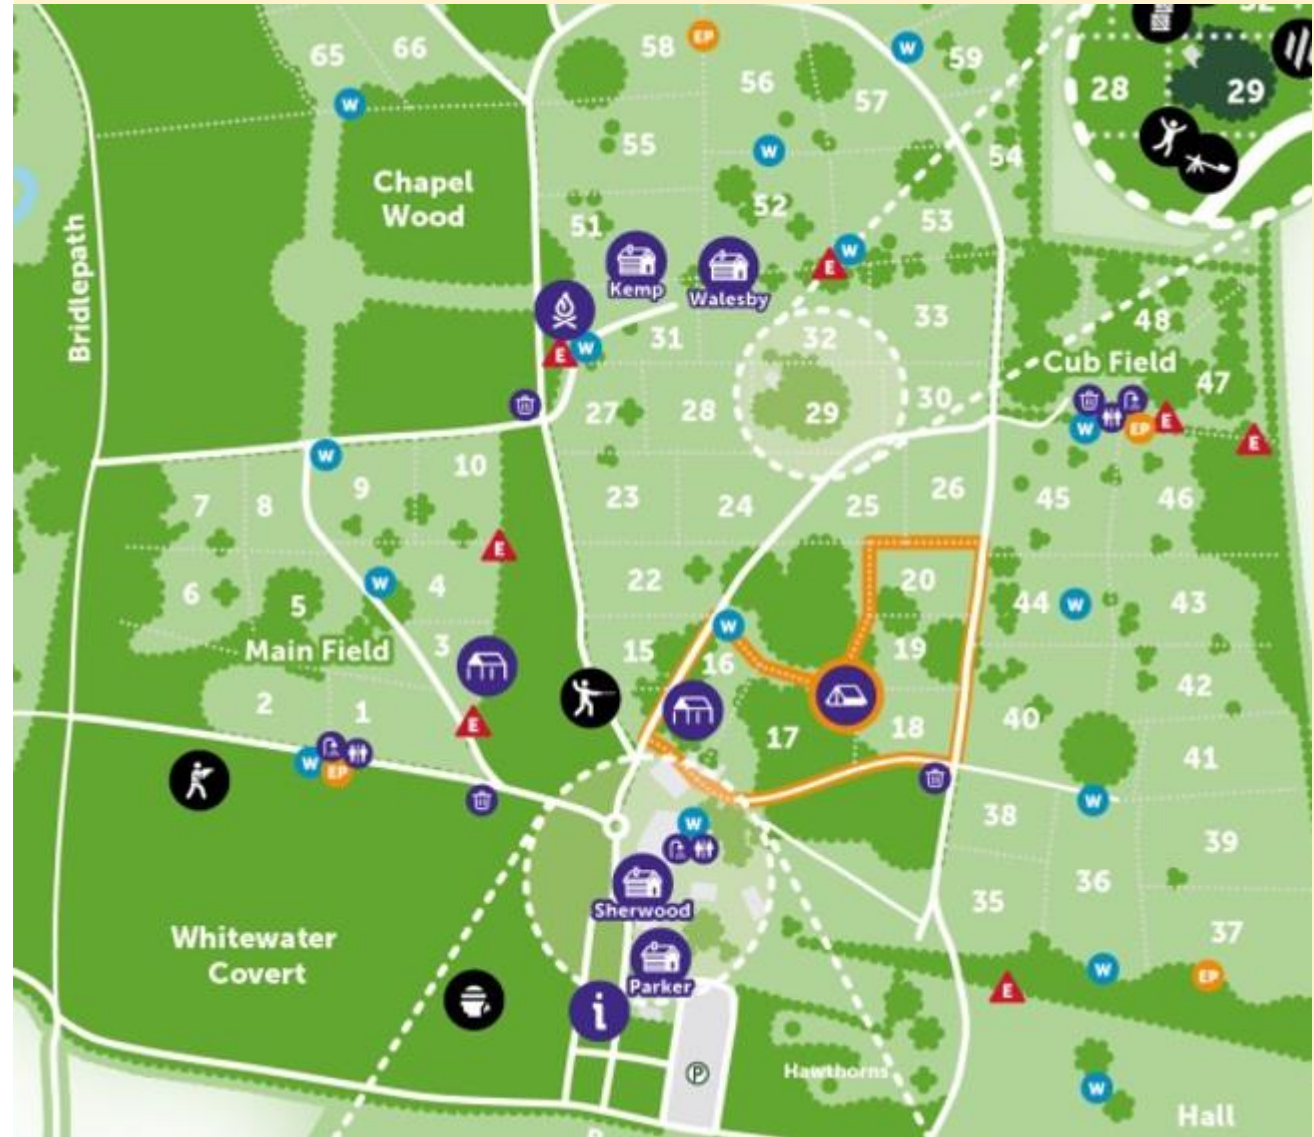 65
66
58
EP
W
59
56
57
W
28
29
55
W
54
Chapel
Wood
52
53
51
W
E
Kemp
Walesby
Bridlepath
33
32
31
48
E
W
Cub Field
47
30
27
28
29
W
EP
E
E
W
10
9
7
8
23
24
25
26
45
46
E
W
4
6
5
22
20
44
W
43
W
3
Main Field
15
16
19
42
2
1
17
18
40
E
41
W
EP
W
38
W
39
36
35
Sherwood
37
Whitewater
Covert
W
EP
Parker
E
i
P
Hawthorns
W
Hall